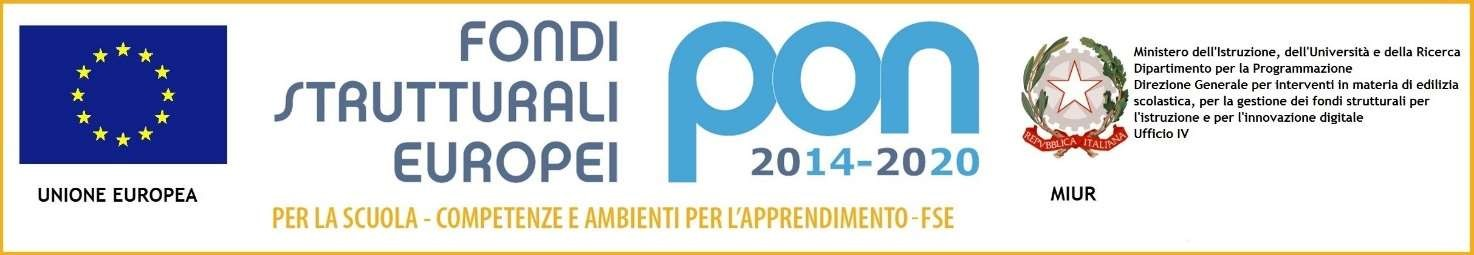 UNIONE EUROPEA
FONDI
STRUTTURALI
EUROPEI
pon
2014-2020
PER LA SCUOLA - COMPETENZE E AMBIENTI PER L'APPRENDIMENTO-FSE
REPVBBLICA ITALIANA
MIUR
Ministero dell'Istruzione, dell'Università e della Ricerca
Dipartimento per la Programmazione
Direzione Generale per interventi in materia di edilizia
scolastica, per la gestione dei fondi strutturali per
l'istruzione e per l'innovazione digitale
Ufficio IV